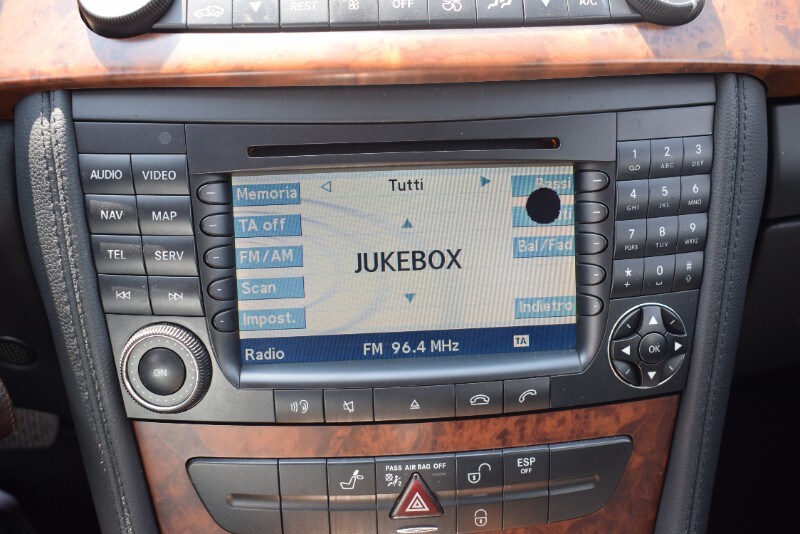 REST OFF A/C
AUDIO VIDEO
NAV MAP
TEL SERV
ON
Memoria
TA off
FM/AM
Scan
Impost.
Tutti
JUKEBOX
Bal/Fad
Indietro
Radio FM 96.4 MHz TA
1 2 ABC 3 DEF
4 GHI 5 JKL 6 MNO
7 PQRS 8 TUV 9 WXYZ
* 0 #
OK
PASS AIR BAG OFF
ESP
OFF